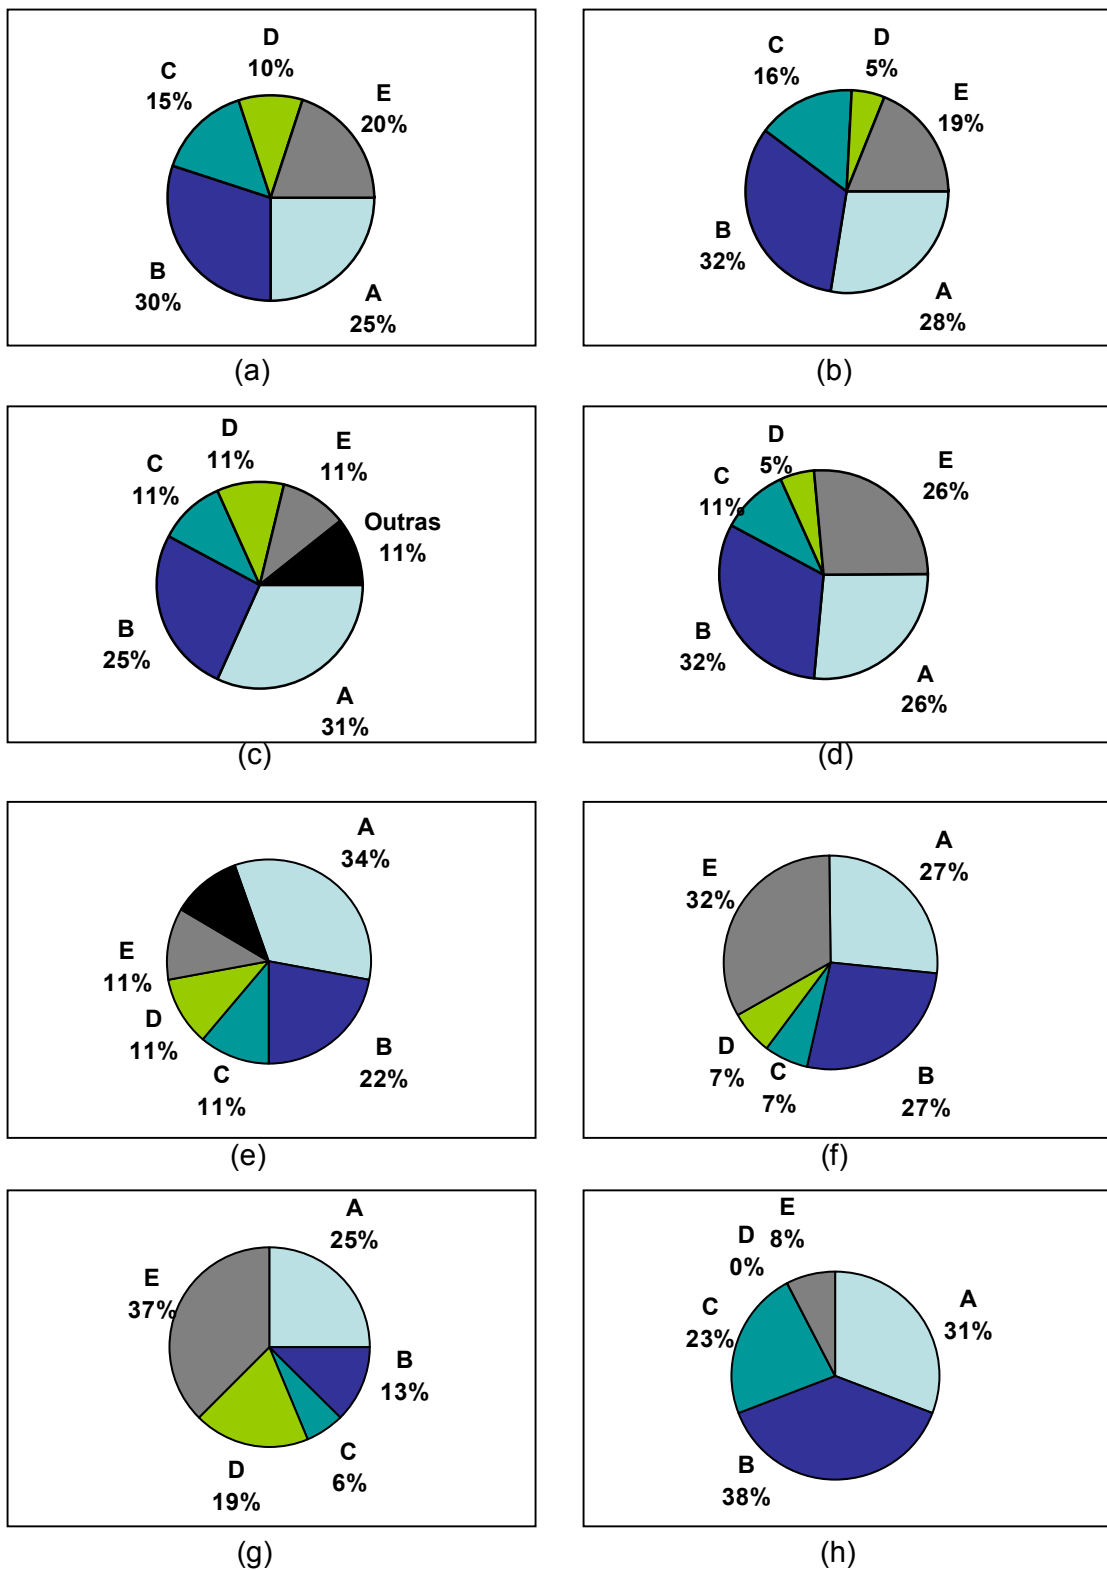 D
10%
C
15%
E
20%
B
30%
A
25%
(a)
C
16%
D
5%
E
19%
B
32%
A
28%
(b)
D
11%
E
11%
C
11%
Outras
11%
B
25%
A
31%
(c)
D
5%
E
26%
C
11%
B
32%
A
26%
(d)
A
34%
E
11%
D
11%
B
22%
C
11%
(e)
A
27%
E
32%
D
7%
C
7%
B
27%
(f)
A
25%
E
37%
B
13%
C
6%
D
19%
(g)
E
8%
D
0%
A
31%
C
23%
B
38%
(h)